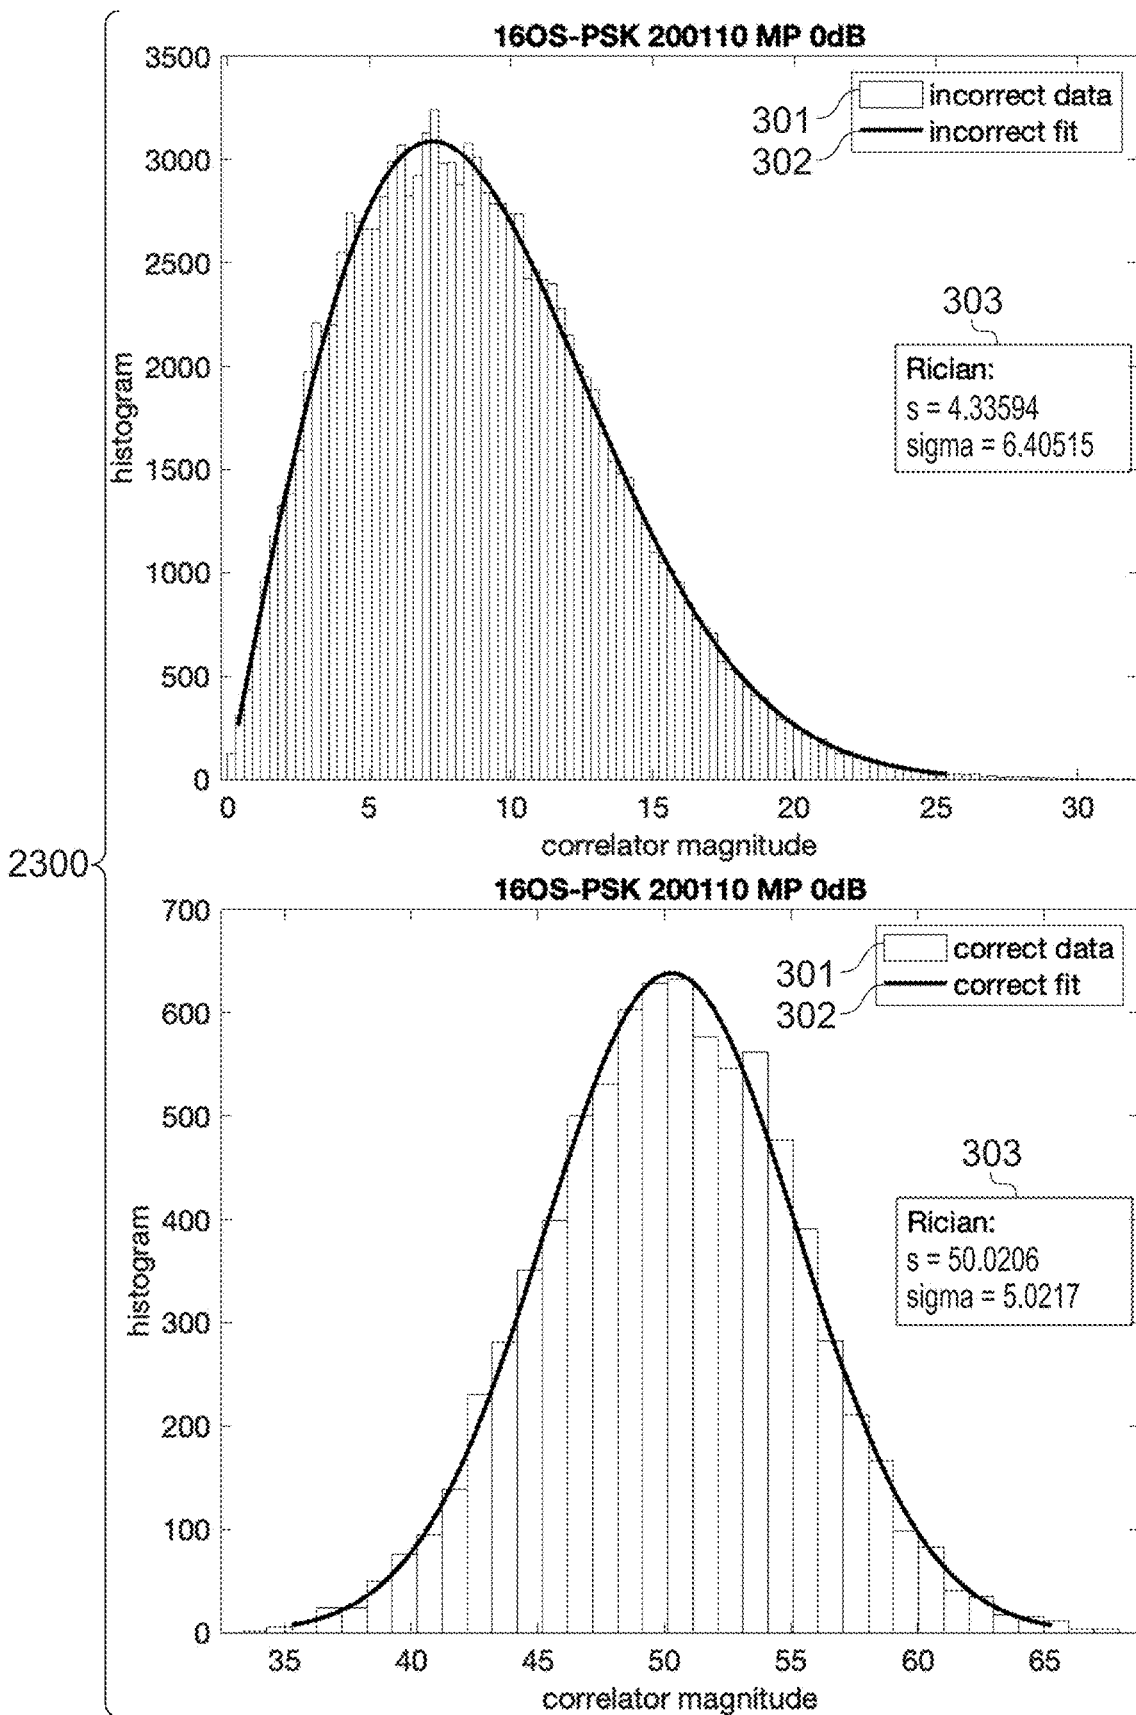 16OS-PSK 200110 MP 0dB
3500
3000
2500
2000
1500
1000
500
0
histogram
301
incorrect data
302
incorrect fit
303
Rician:
s = 4.33594
sigma = 6.40515
0 5 10 15 20 25 30
correlator magnitude
2300
16OS-PSK 200110 MP 0dB
700
600
500
400
300
200
100
0
histogram
301
correct data
302
correct fit
303
Rician:
s = 50.0206
sigma = 5.0217
35 40 45 50 55 60 65
correlator magnitude